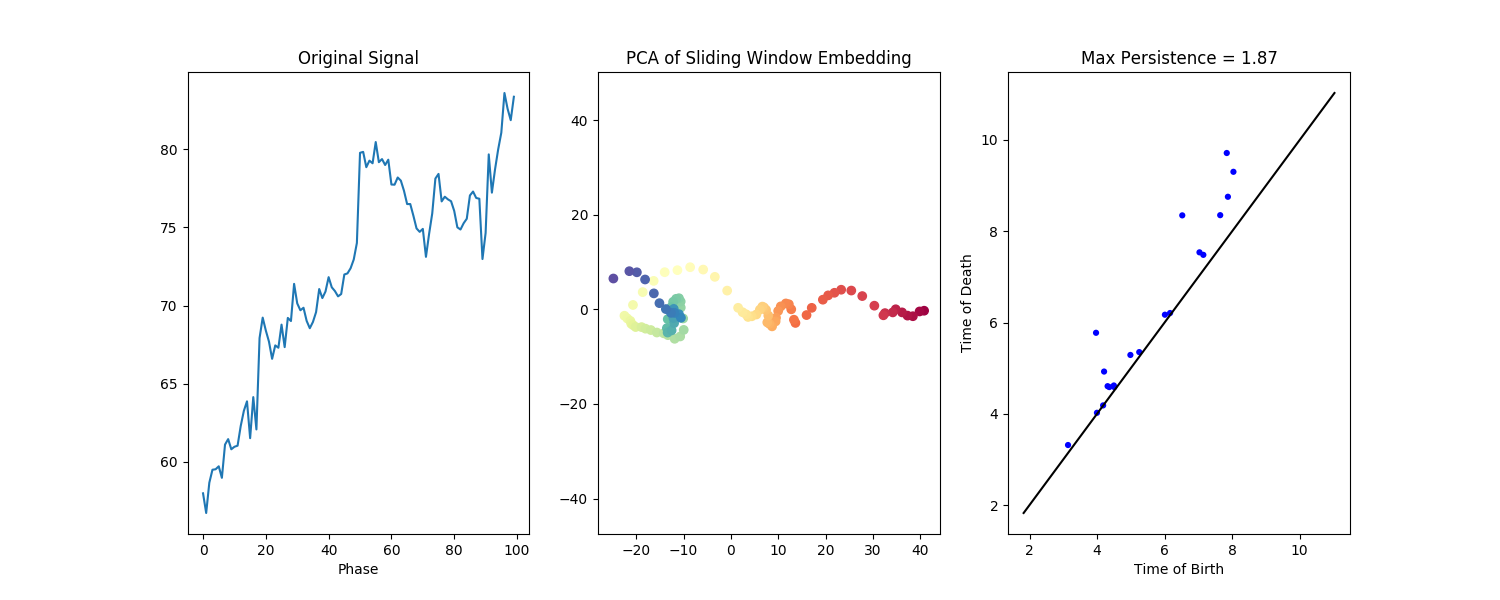 Original Signal
PCA of Sliding Window Embedding
Max Persistence = 1.87
80
75
70
65
60
0 20 40 60 80 100
Phase
40
20
0
−20
−40
−20 −10 0 10 20 30 40
Time of Death
10
8
6
4
2
2 4 6 8 10
Time of Birth